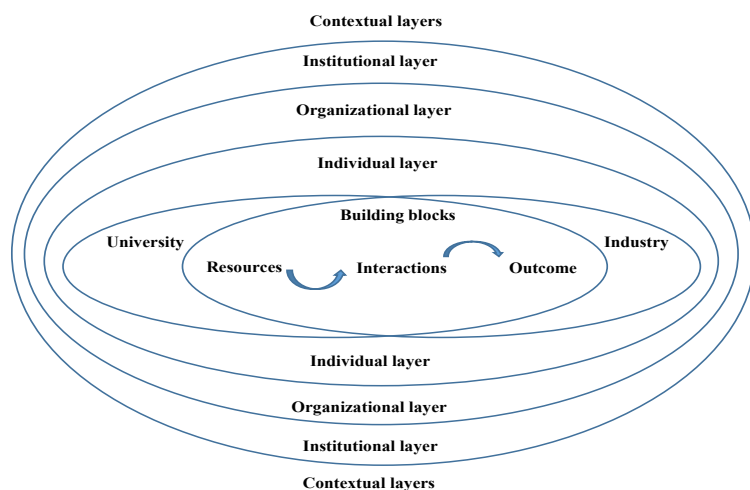 Contextual layers
Institutional layer
Organizational layer
Individual layer
Building blocks
University
Industry
Resources
Interactions
Outcome
Individual layer
Organizational layer
Institutional layer
Contextual layers